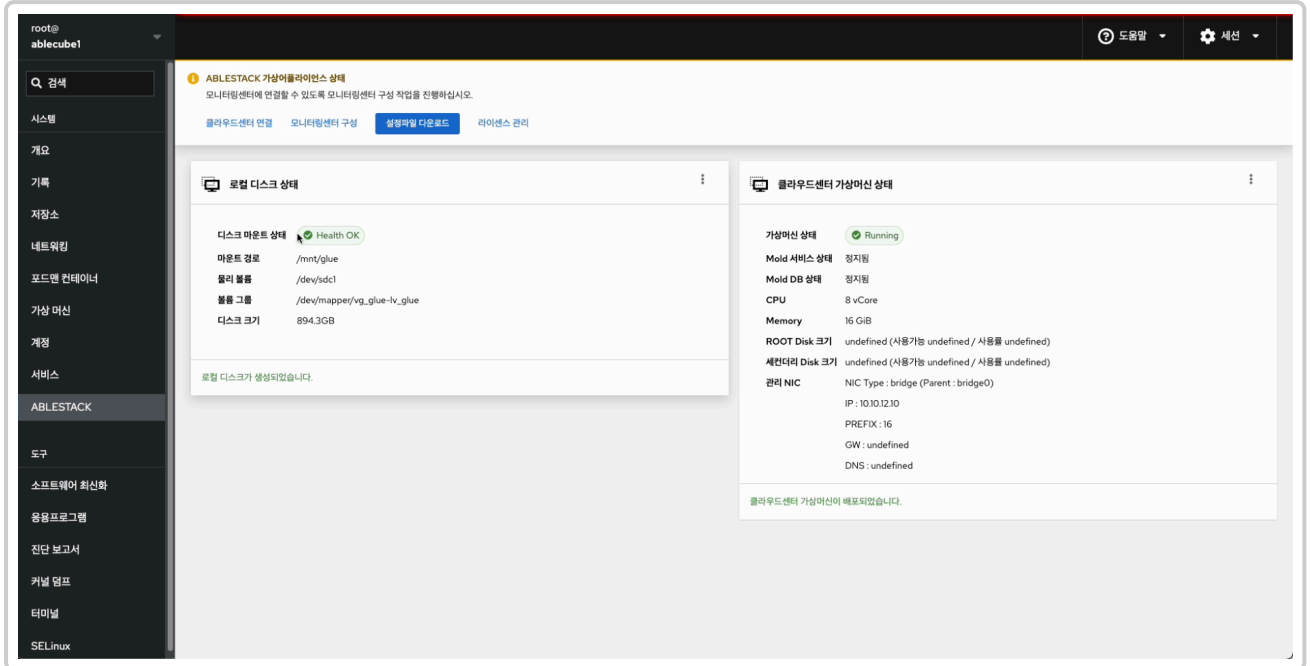 root@
ablecube1
도움말
세션
검색
시스템
개요
기록
저장소
네트워킹
포드맨 컨테이너
가상 머신
계정
서비스
ABLESTACK
도구
소프트웨어 최신화
응용프로그램
진단 보고서
커널 덤프
터미널
SELinux
ABLESTACK 가상어플라이언스 상태
모니터링센터에 연결할 수 있도록 모니터링센터 구성 작업을 진행하십시오.
클라우드센터 연결 모니터링센터 구성 설정파일 다운로드 라이센스 관리
로컬 디스크 상태
디스크 마운트 상태 Health OK
마운트 경로 /mnt/glue
물리 볼륨 /dev/sdc1
볼륨 그룹 /dev/mapper/vg_glue-lv_glue
디스크 크기 894.3GB
로컬 디스크가 생성되었습니다.
클라우드센터 가상머신 상태
가상머신 상태 Running
Mold 서비스 상태 정지됨
Mold DB 상태 정지됨
CPU 8 vCore
Memory 16 GiB
ROOT Disk 크기 undefined (사용가능 undefined / 사용률 undefined)
세컨더리 Disk 크기 undefined (사용가능 undefined / 사용률 undefined)
관리 NIC NIC Type : bridge (Parent : bridge0)
IP : 10.10.12.10
PREFIX : 16
GW : undefined
DNS : undefined
클라우드센터 가상머신이 배포되었습니다.